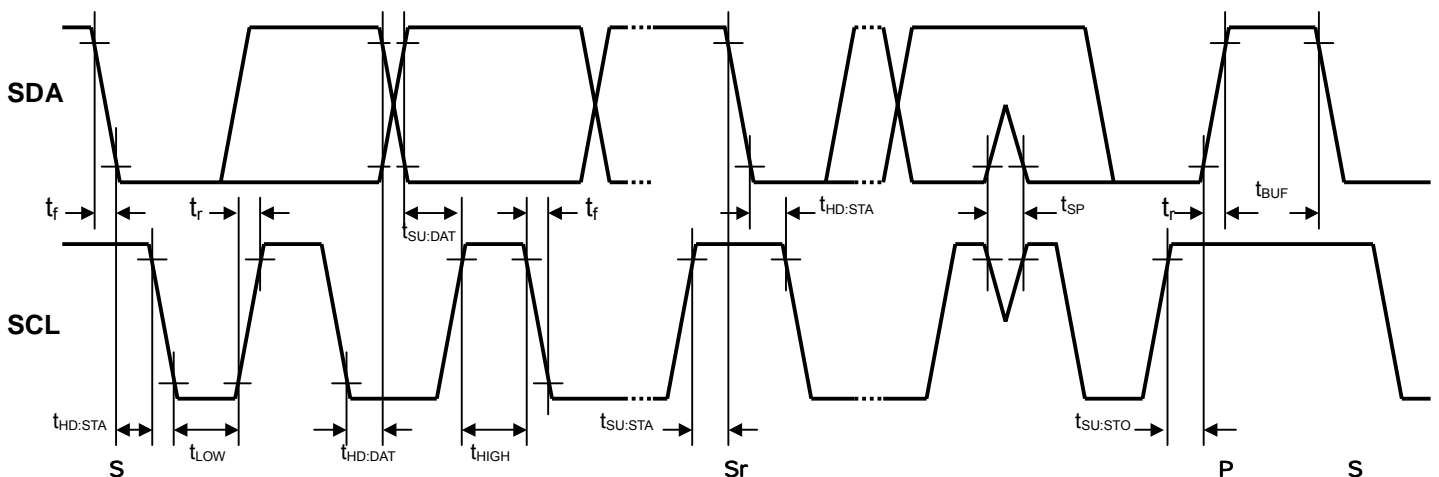 SDA
t_f t_r t_SU:DAT t_f t_HD:STA t_SP t_r t_BUF
SCL
t_HD:STA t_LOW t_HD:DAT t_HIGH t_SU:STA t_SU:STO
S Sr P S